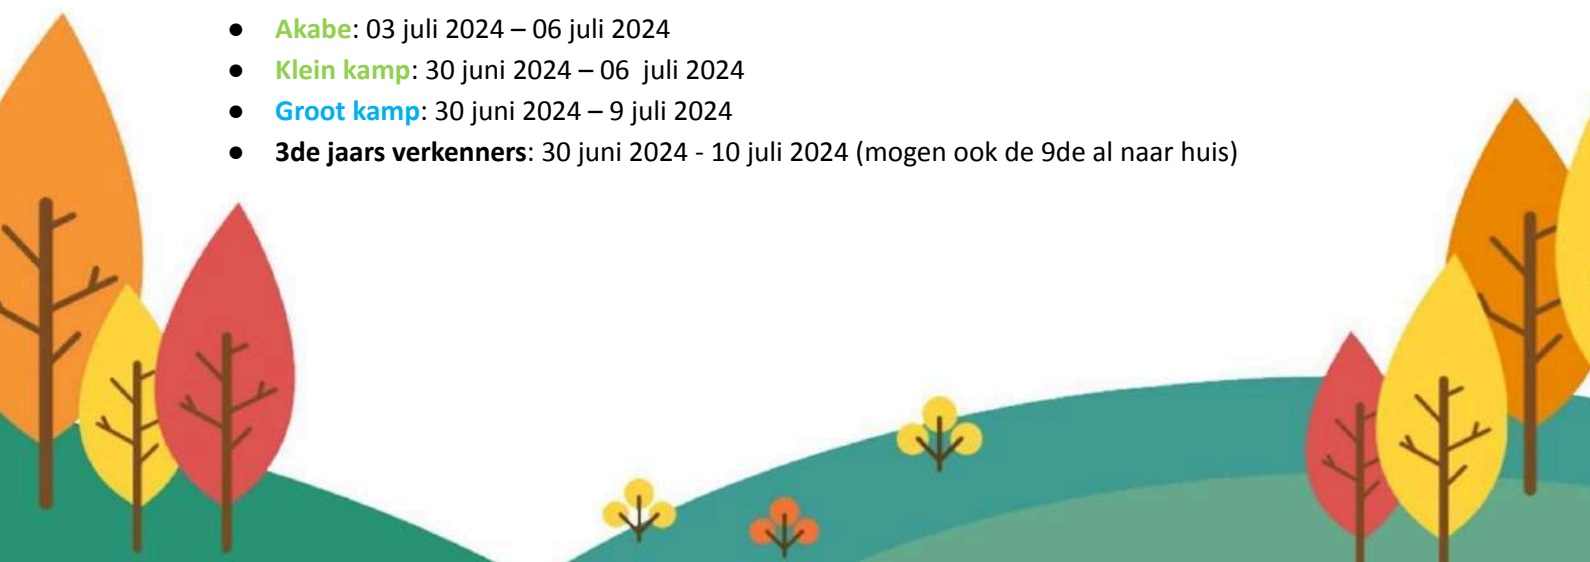 ● Akabe: 03 juli 2024 – 06 juli 2024
● Klein kamp: 30 juni 2024 – 06  juli 2024
● Groot kamp: 30 juni 2024 – 9 juli 2024
● 3de jaars verkenners: 30 juni 2024 - 10 juli 2024 (mogen ook de 9de al naar huis)